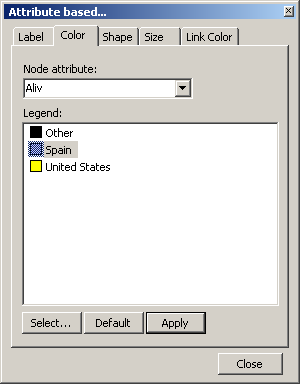 Attribute based...
Label Color Shape Size Link Color
Node attribute:
Aliv
Legend:
Other
Spain
United States
Select... Default Apply
Close